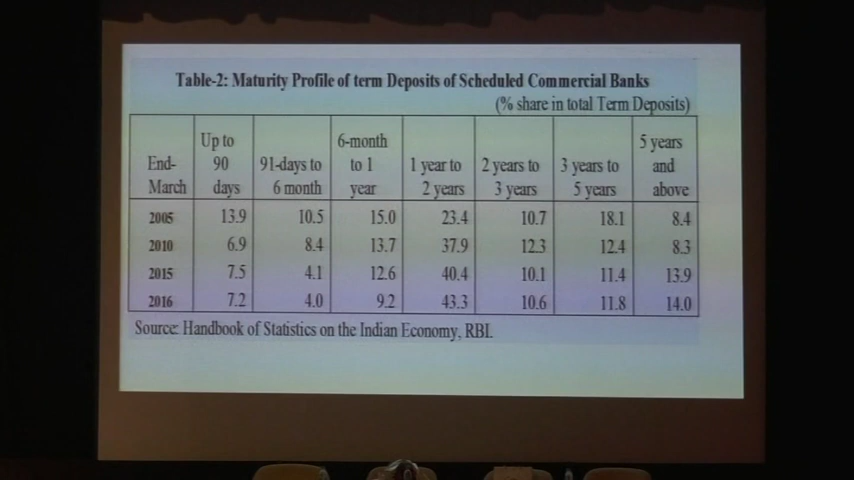 Table-2: Maturity Profile of term Deposits of Scheduled Commercial Banks
(% share in total Term Deposits)
End-March Up to 90 days 91-days to 6 month 6-month to 1 year 1 year to 2 years 2 years to 3 years 3 years to 5 years 5 years and above
2005 13.9 10.5 15.0 23.4 10.7 18.1 8.4
2010 6.9 8.4 13.7 37.9 12.3 12.4 8.3
2015 7.5 4.1 12.6 40.4 10.1 11.4 13.9
2016 7.2 4.0 9.2 43.3 10.6 11.8 14.0
Source: Handbook of Statistics on the Indian Economy, RBI.